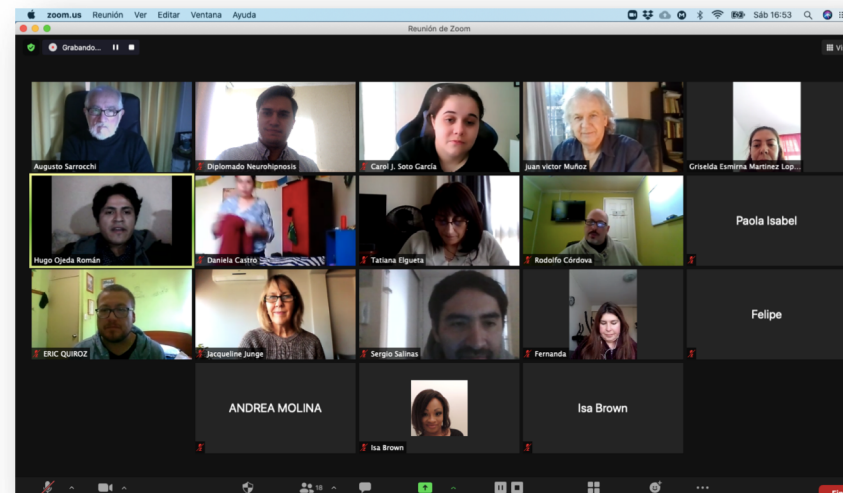 zoom.us Reunión Ver Editar Ventana Ayuda
Sáb 16:53
Reunión de Zoom
Grabando...
Vi
Augusto Sarrocchi
Diplomado Neurohipnosis
Carol J. Soto García
juan victor Muñoz
Griselda Esmirna Martinez Lop...
Hugo Ojeda Román
Daniela Castro
Tatiana Elgueta
Rodolfo Córdova
Paola Isabel
ERIC QUIROZ
Jacqueline Junge
Sergio Salinas
Fernanda
Felipe
ANDREA MOLINA
Isa Brown
Isa Brown
18